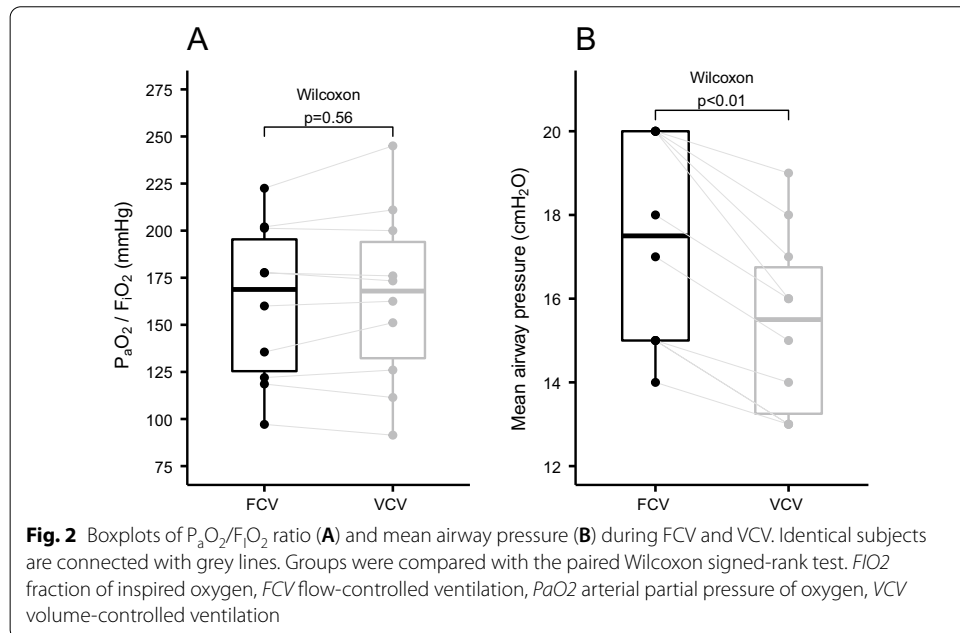 A
275
250
225
200
175
150
125
100
75
PₐO₂ / FᵢO₂ (mmHg)
Wilcoxon
p=0.56
FCV VCV
B
20
18
16
14
12
Mean airway pressure (cmH₂O)
Wilcoxon
p<0.01
FCV VCV
Fig. 2 Boxplots of PₐO₂/FᵢO₂ ratio (A) and mean airway pressure (B) during FCV and VCV. Identical subjects
are connected with grey lines. Groups were compared with the paired Wilcoxon signed-rank test. FIO2
fraction of inspired oxygen, FCV flow-controlled ventilation, PaO2 arterial partial pressure of oxygen, VCV
volume-controlled ventilation